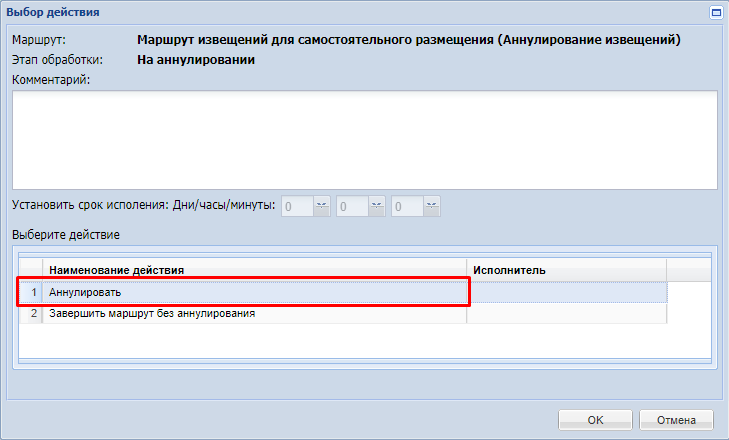 Выбор действия
Маршрут: Маршрут извещений для самостоятельного размещения (Аннулирование извещений)
Этап обработки: На аннулировании
Комментарий:
Установить срок исполения: Дни/часы/минуты: 0 0 0
Выберите действие
Наименование действия Исполнитель
1 Аннулировать
2 Завершить маршрут без аннулирования
OK Отмена